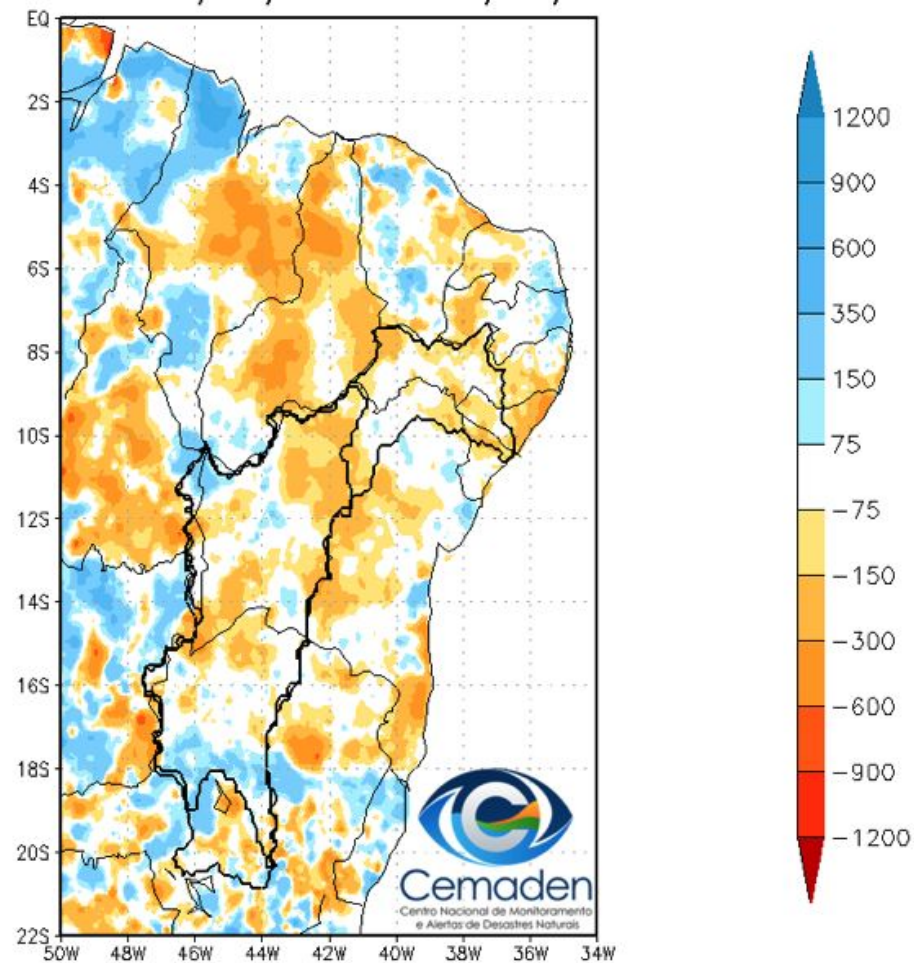 EQ
2S
4S
6S
8S
10S
12S
14S
16S
18S
20S
22S
50W 48W 46W 44W 42W 40W 38W 36W 34W
1200
900
600
350
150
75
−75
−150
−300
−600
−900
−1200
Cemaden
Centro Nacional de Monitoramento
e Alertas de Desastres Naturais